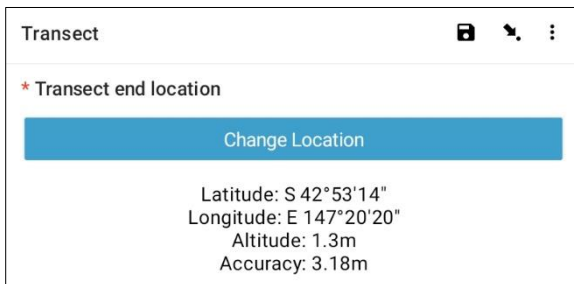 Transect
* Transect end location
Change Location
Latitude: S 42°53'14"
Longitude: E 147°20'20"
Altitude: 1.3m
Accuracy: 3.18m